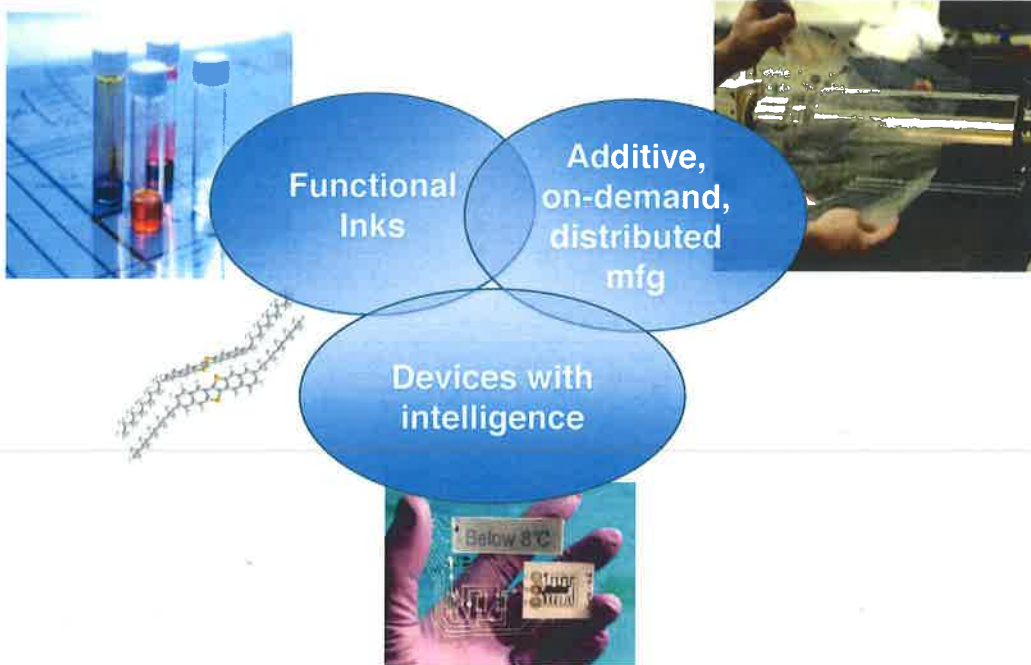 Functional
Inks
Additive,
on-demand,
distributed
mfg
Devices with
intelligence
Below 8°C